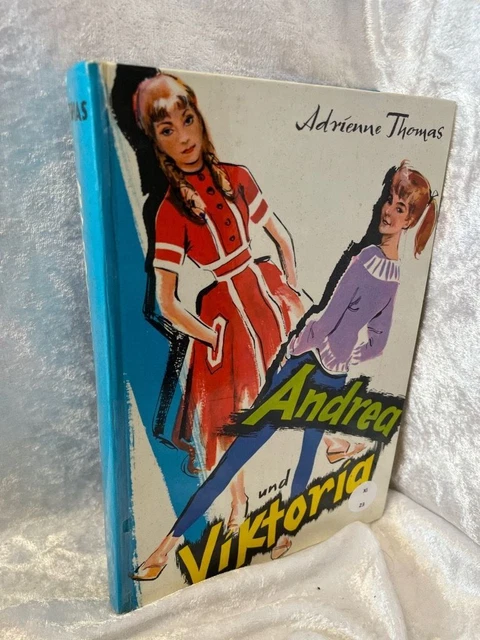 Adrienne Thomas
Andrea
und
Viktoria